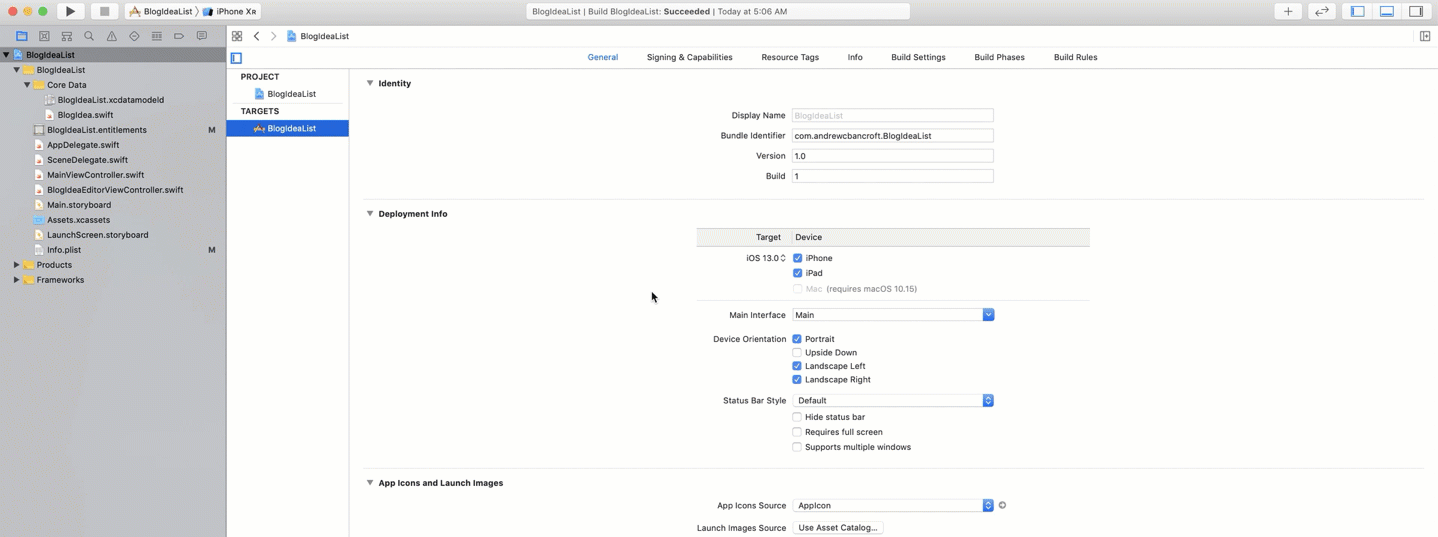 BlogIdeaList 〉 iPhone XR
BlogIdeaList | Build BlogIdeaList: Succeeded | Today at 5:06 AM
BlogIdeaList
BlogIdeaList
BlogIdeaList
Core Data
BlogIdeaList.xcdatamodeld
BlogIdea.swift
BlogIdeaList.entitlements M
AppDelegate.swift
SceneDelegate.swift
MainViewController.swift
BlogIdeaEditorViewController.swift
Main.storyboard
Assets.xcassets
LaunchScreen.storyboard
Info.plist M
Products
Frameworks
General Signing & Capabilities Resource Tags Info Build Settings Build Phases Build Rules
PROJECT
BlogIdeaList
TARGETS
BlogIdeaList
Identity
Display Name BlogIdeaList
Bundle Identifier com.andrewcbancroft.BlogIdeaList
Version 1.0
Build 1
Deployment Info
Target Device
iOS 13.0 iPhone
iPad
Mac (requires macOS 10.15)
Main Interface Main
Device Orientation Portrait
Upside Down
Landscape Left
Landscape Right
Status Bar Style Default
Hide status bar
Requires full screen
Supports multiple windows
App Icons and Launch Images
App Icons Source AppIcon
Launch Images Source Use Asset Catalog...